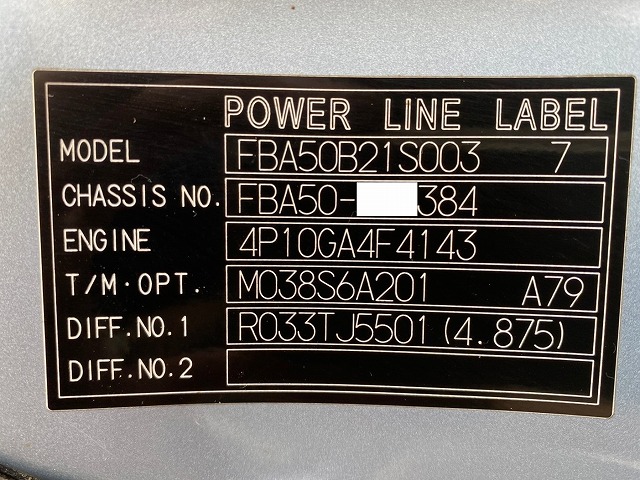 POWER LINE LABEL
MODEL FBA50B21S003 7
CHASSIS NO. FBA50- 384
ENGINE 4P10GA4F4143
T/M·OPT. M038S6A201 A79
DIFF.NO.1 R033TJ5501(4.875)
DIFF.NO.2